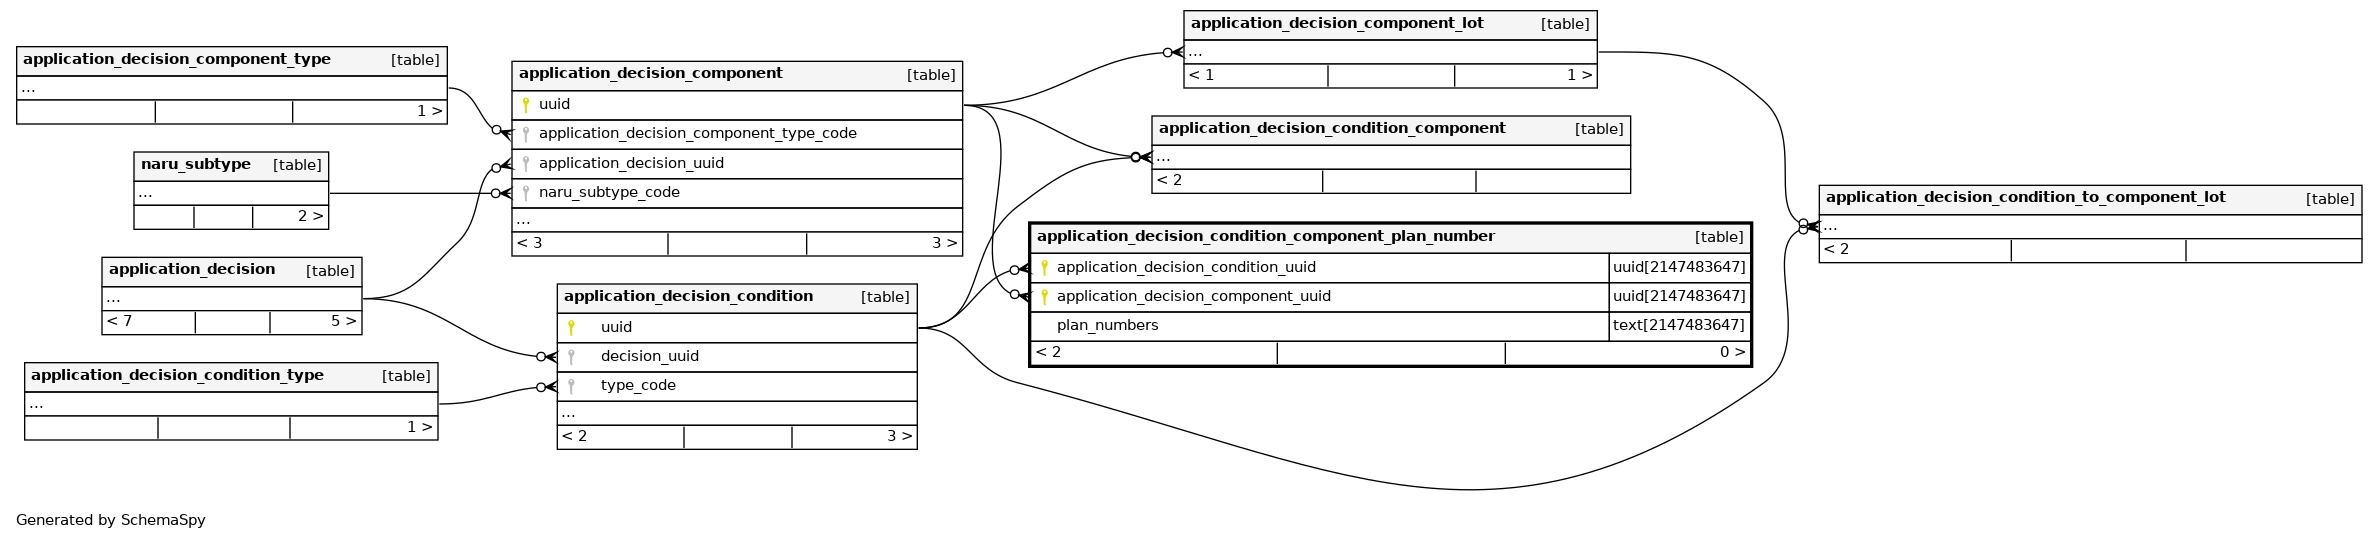 application_decision_component_type [table]
...
1 >
naru_subtype [table]
...
2 >
application_decision [table]
...
< 7 5 >
application_decision_condition_type [table]
...
1 >
application_decision_component [table]
uuid
application_decision_component_type_code
application_decision_uuid
naru_subtype_code
...
< 3 3 >
application_decision_condition [table]
uuid
decision_uuid
type_code
...
< 2 3 >
application_decision_component_lot [table]
...
< 1 1 >
application_decision_condition_component [table]
...
< 2
application_decision_condition_component_plan_number [table]
application_decision_condition_uuid uuid[2147483647]
application_decision_component_uuid uuid[2147483647]
plan_numbers text[2147483647]
< 2 0 >
application_decision_condition_to_component_lot [table]
...
< 2
Generated by SchemaSpy